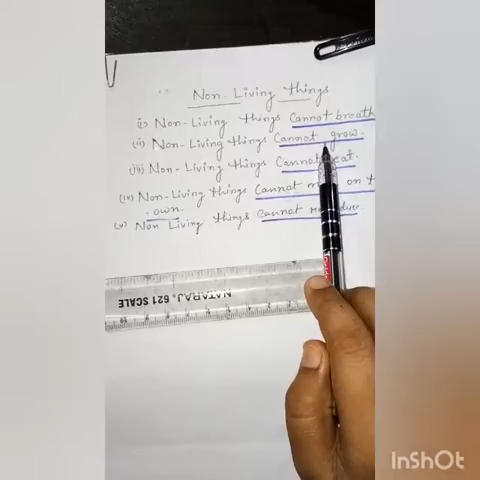 Non-Living Things
(i) Non-Living things Cannot breath
(ii) Non-Living things Cannot grow.
(iii) Non-Living things Cannot eat.
(iv) Non-Living things Cannot on
own.
(v) Non Living things Cannot
NATARAJ 621 SCALE
InShOt